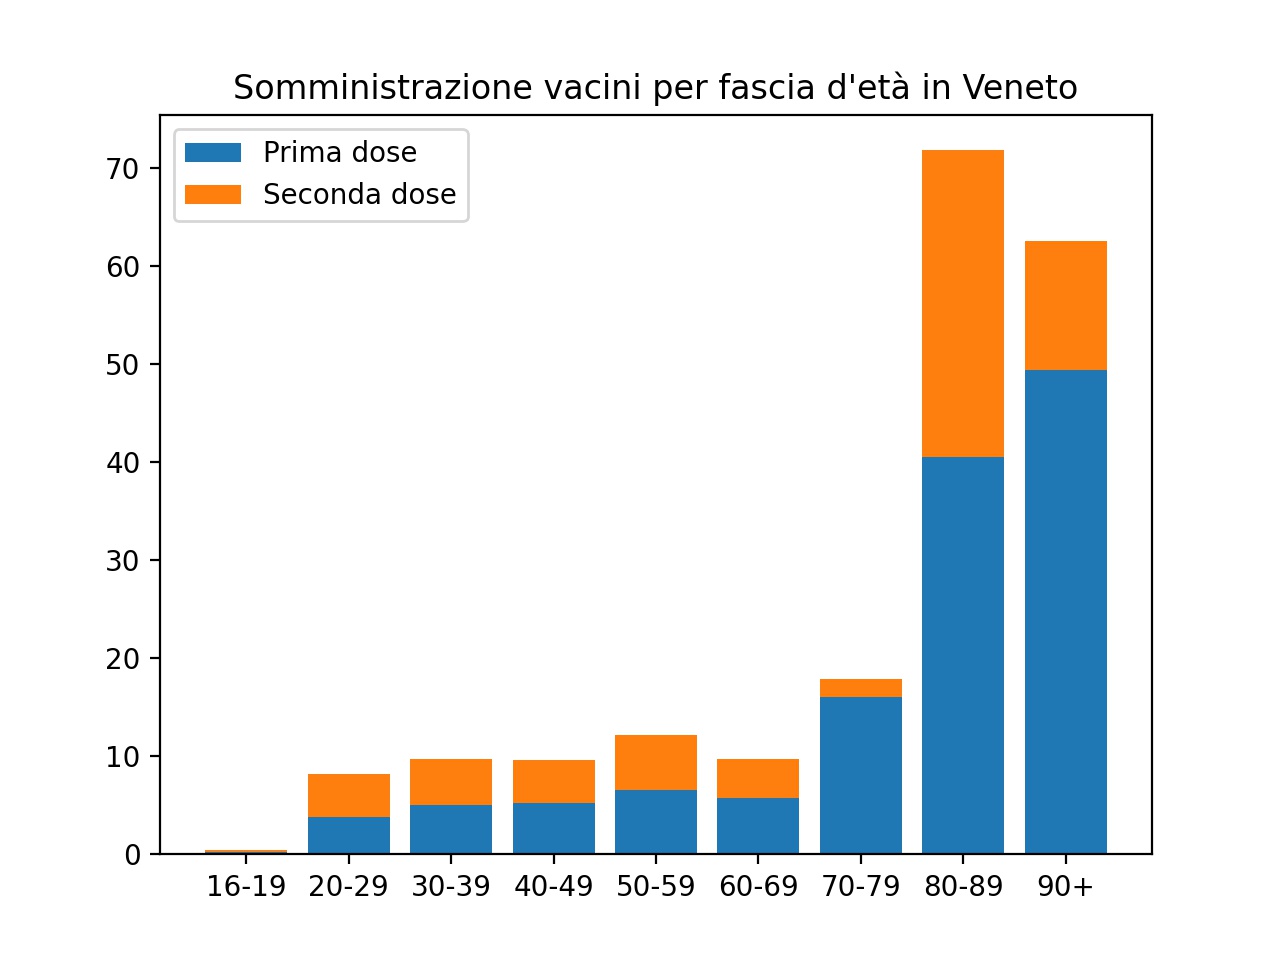 Somministrazione vacini per fascia d'età in Veneto
Prima dose
Seconda dose
70
60
50
40
30
20
10
0
16-19 20-29 30-39 40-49 50-59 60-69 70-79 80-89 90+